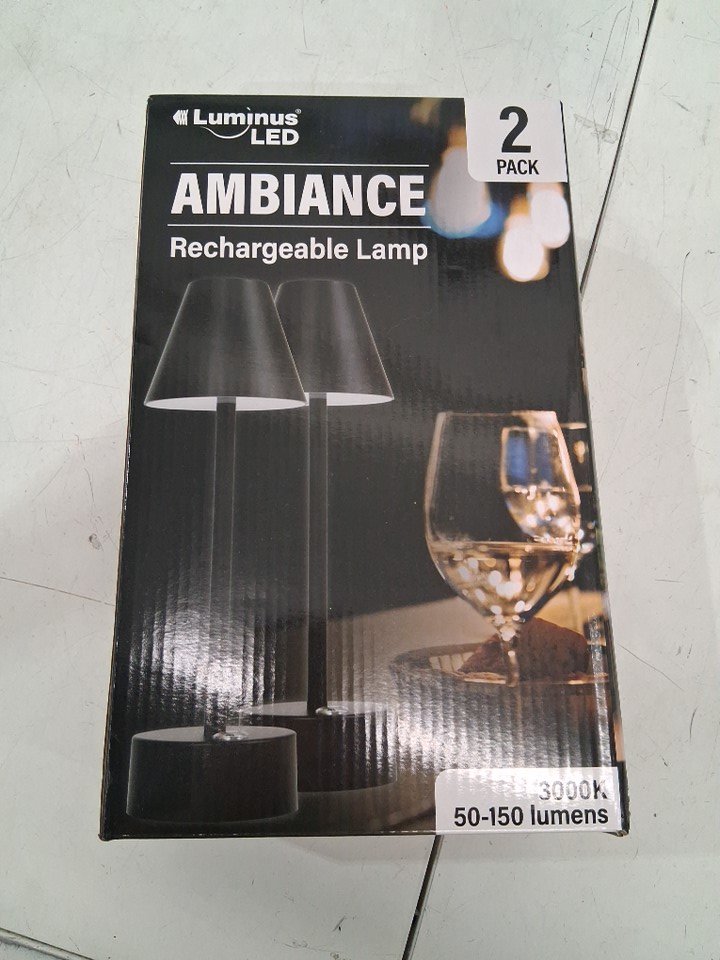 Luminus®
LED
2
PACK
AMBIANCE
Rechargeable Lamp
3000K
50-150 lumens